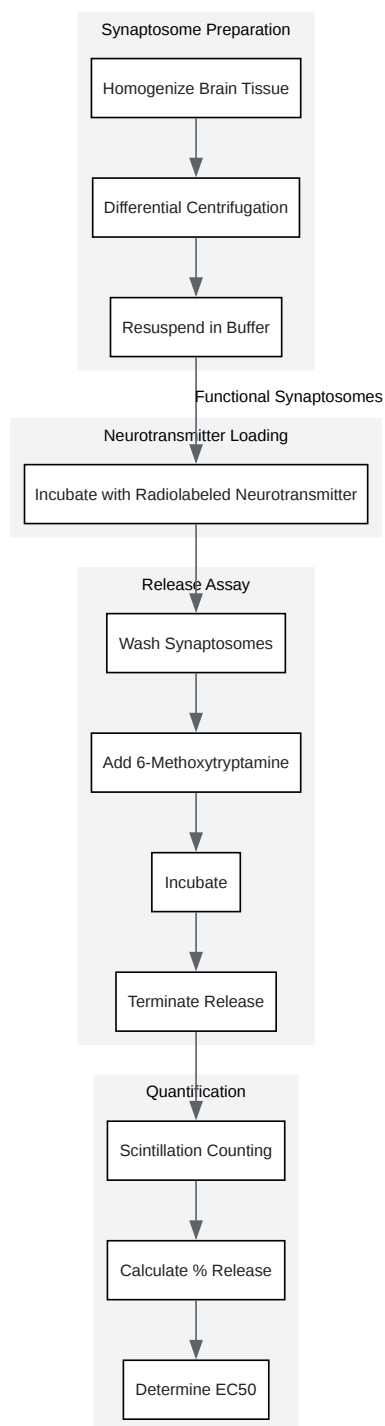 Synaptosome Preparation
Homogenize Brain Tissue
Differential Centrifugation
Resuspend in Buffer
Functional Synaptosomes
Neurotransmitter Loading
Incubate with Radiolabeled Neurotransmitter
Release Assay
Wash Synaptosomes
Add 6-Methoxytryptamine
Incubate
Terminate Release
Quantification
Scintillation Counting
Calculate % Release
Determine EC50